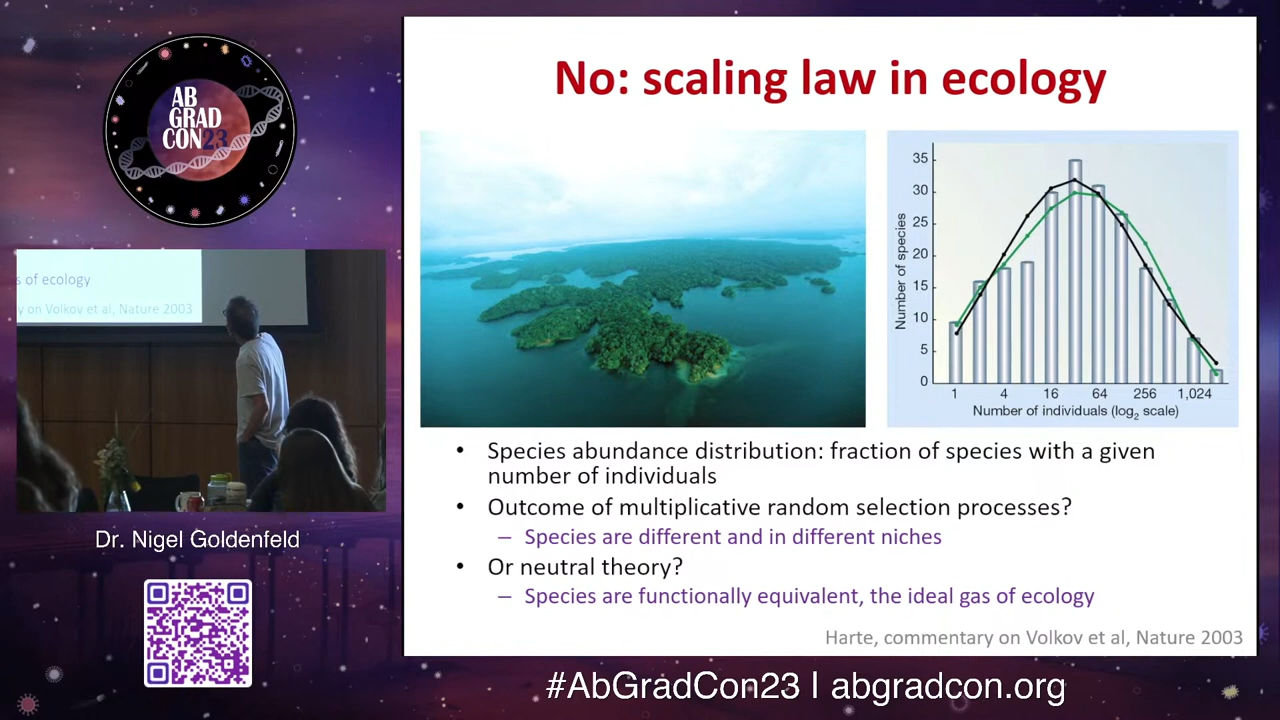 AB
GRAD
CON23
s of ecology
y on Volkov et al, Nature 2003
Dr. Nigel Goldenfeld
No: scaling law in ecology
Number of species
35
30
25
20
15
10
5
0
1 4 16 64 256 1,024
Number of individuals (log2 scale)
• Species abundance distribution: fraction of species with a given
number of individuals
• Outcome of multiplicative random selection processes?
– Species are different and in different niches
• Or neutral theory?
– Species are functionally equivalent, the ideal gas of ecology
Harte, commentary on Volkov et al, Nature 2003
#AbGradCon23 I abgradcon.org